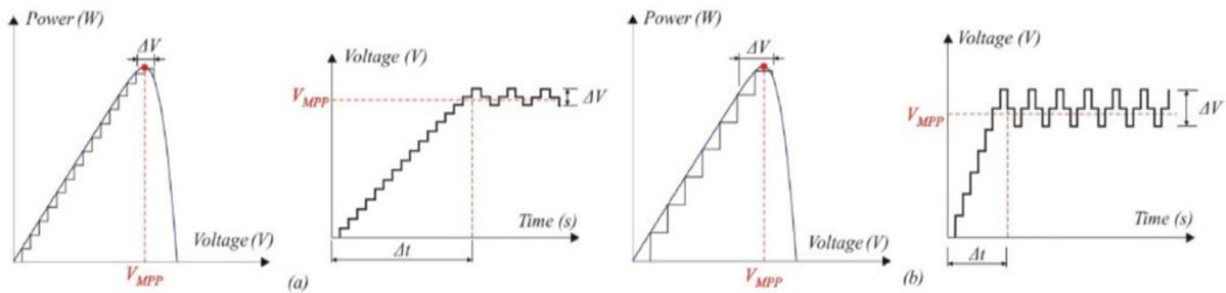 Power (W)
ΔV
Voltage (V)
V_MPP
Voltage (V)
V_MPP
ΔV
Time (s)
Δt
(a)
Power (W)
ΔV
Voltage (V)
V_MPP
Voltage (V)
V_MPP
ΔV
Time (s)
Δt
(b)